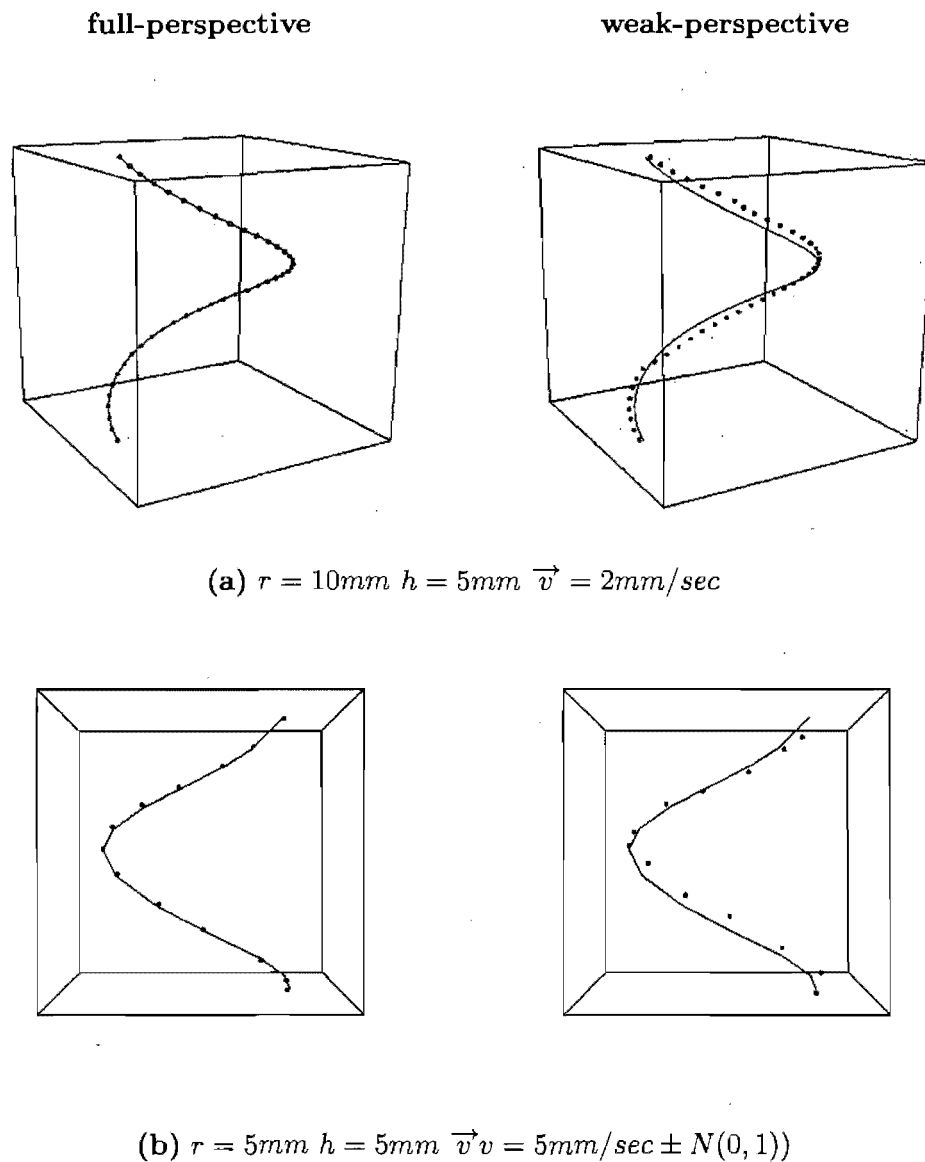 full-perspective weak-perspective
(a) r = 10mm h = 5mm v⃗ = 2mm/sec
(b) r = 5mm h = 5mm v⃗ v = 5mm/sec ± N(0, 1))